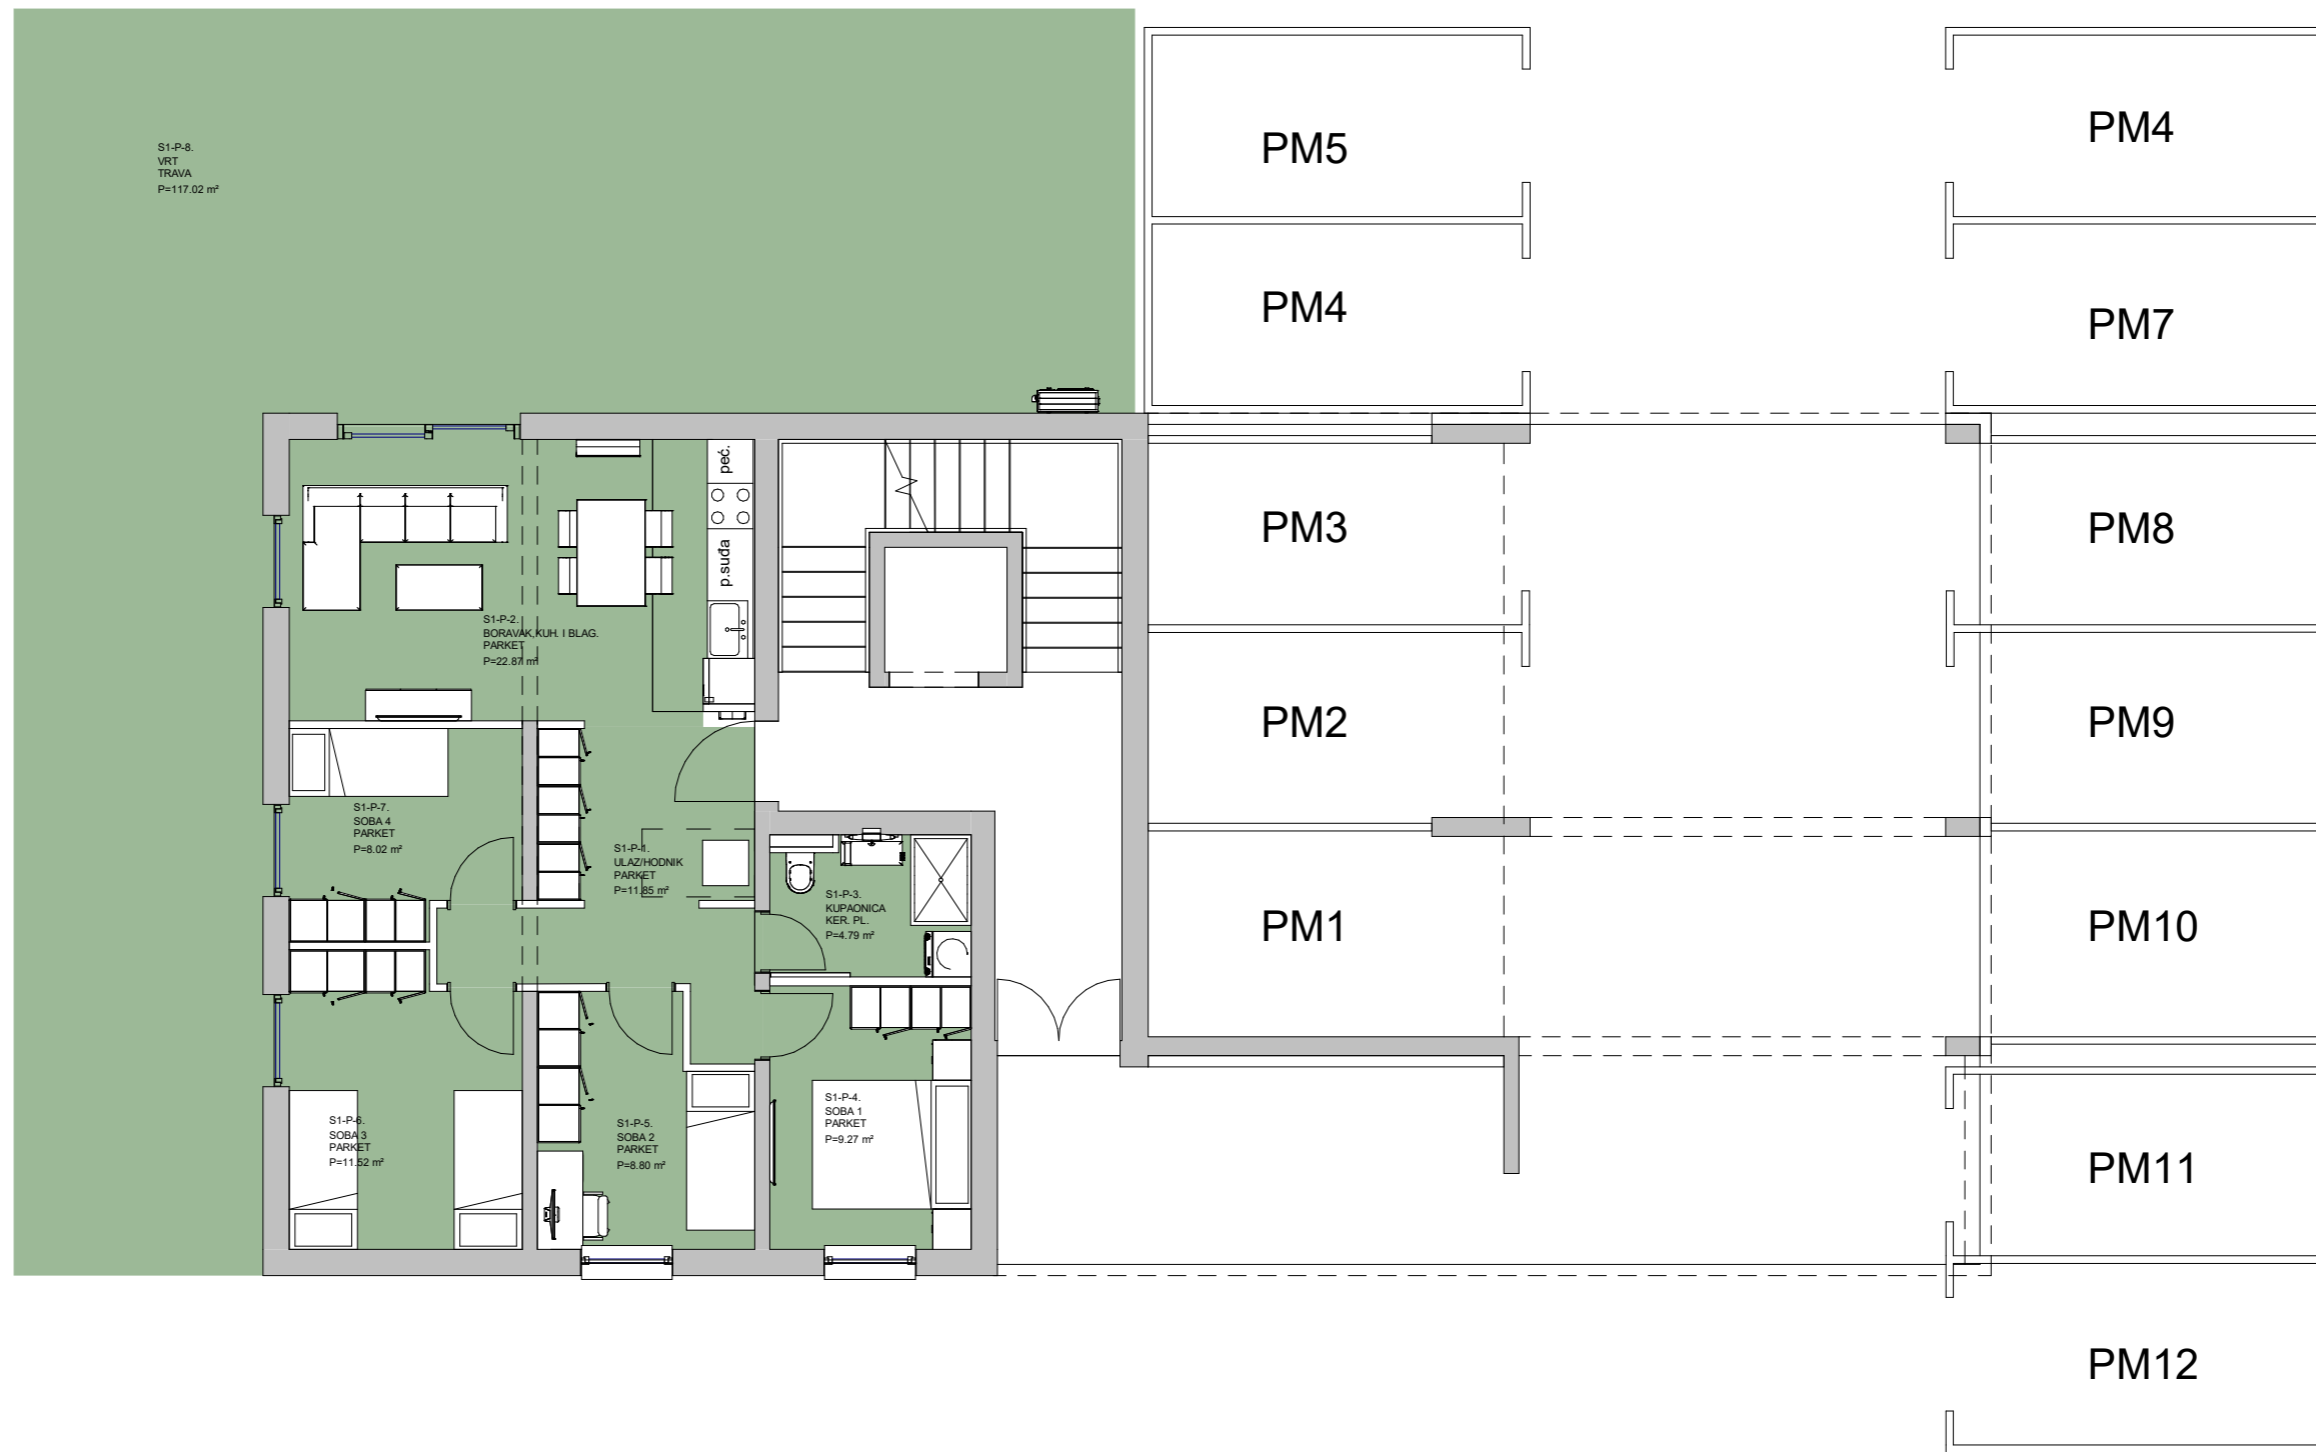 S1-P-8.
VRT
TRAVA
P=117.02 m²
PM5
PM4
PM4
PM7
peć.
p.suđa
PM3
PM8
S1-P-2.
BORAVAK,KUH. I BLAG.
PARKET
P=22.87 m²
PM2
PM9
S1-P-7.
SOBA 4
PARKET
P=8.02 m²
S1-P-1.
ULAZ/HODNIK
PARKET
P=11.85 m²
S1-P-3.
KUPAONICA
KER. PL.
P=4.79 m²
PM1
PM10
S1-P-6.
SOBA 3
PARKET
P=11.52 m²
S1-P-5.
SOBA 2
PARKET
P=8.80 m²
S1-P-4.
SOBA 1
PARKET
P=9.27 m²
PM11
PM12